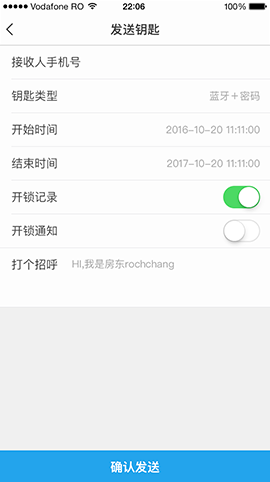 Vodafone RO 22:06 100%
发送钥匙
接收人手机号
钥匙类型 蓝牙+密码
开始时间 2016-10-20 11:11:00
结束时间 2017-10-20 11:11:00
开锁记录
开锁通知
打个招呼 HI,我是房东rochchang
确认发送